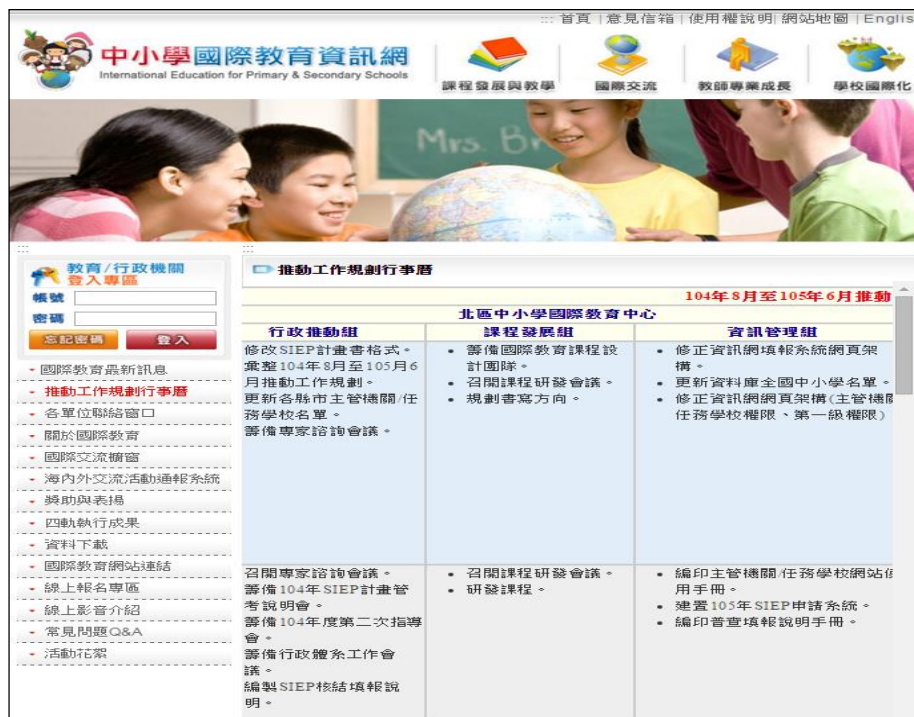 ::: 首頁 | 意見信箱 | 使用權說明 | 網站地圖 | Englis
中小學國際教育資訊網
International Education for Primary & Secondary Schools
課程發展與教學
國際交流
教師專業成長
學校國際化
Mrs. Br
:::
教育/行政機關
登入專區
帳號
密碼
忘記密碼
登入
國際教育最新訊息
推動工作規劃行事曆
各單位聯絡窗口
關於國際教育
國際交流櫥窗
海內外交流活動通報系統
獎助與表揚
四軌執行成果
資料下載
國際教育網站連結
線上報名專區
線上影音介紹
常見問題Q&A
活動花絮
:::
推動工作規劃行事曆
104年8月至105年6月推動
北區中小學國際教育中心
行政推動組
課程發展組
資訊管理組
修改SIEP計畫書格式。
彙整104年8月至105月6
月推動工作規劃。
更新各縣市主管機關/任
務學校名單。
籌備專家諮詢會議。
• 籌備國際教育課程設
計團隊。
• 召開課程研發會議。
• 規劃書寫方向。
• 修正資訊網填報系統網頁架
構。
• 更新資料庫全國中小學名單。
• 修正資訊網網頁架構(主管機關
任務學校權限、第一級權限)
召開專家諮詢會議。
籌備104年SIEP計畫管
考說明會。
籌備104年度第二次指導
會。
籌備行政體系工作會
議。
編製SIEP核結填報說
明。
• 召開課程研發會議。
• 研發課程。
• 編印主管機關/任務學校網站使
用手冊。
• 建置105年SIEP申請系統。
• 編印普查填報說明手冊。